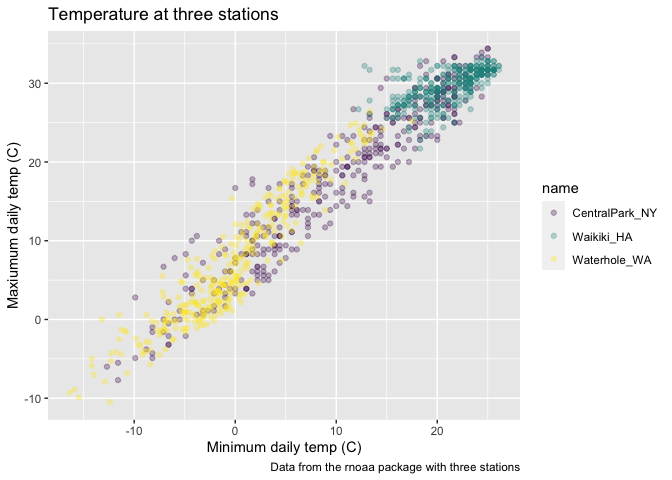 Temperature at three stations
30
20
10
0
-10
-10
0
10
20
Maxiumum daily temp (C)
Minimum daily temp (C)
name
CentralPark_NY
Waikiki_HA
Waterhole_WA
Data from the rnoaa package with three stations